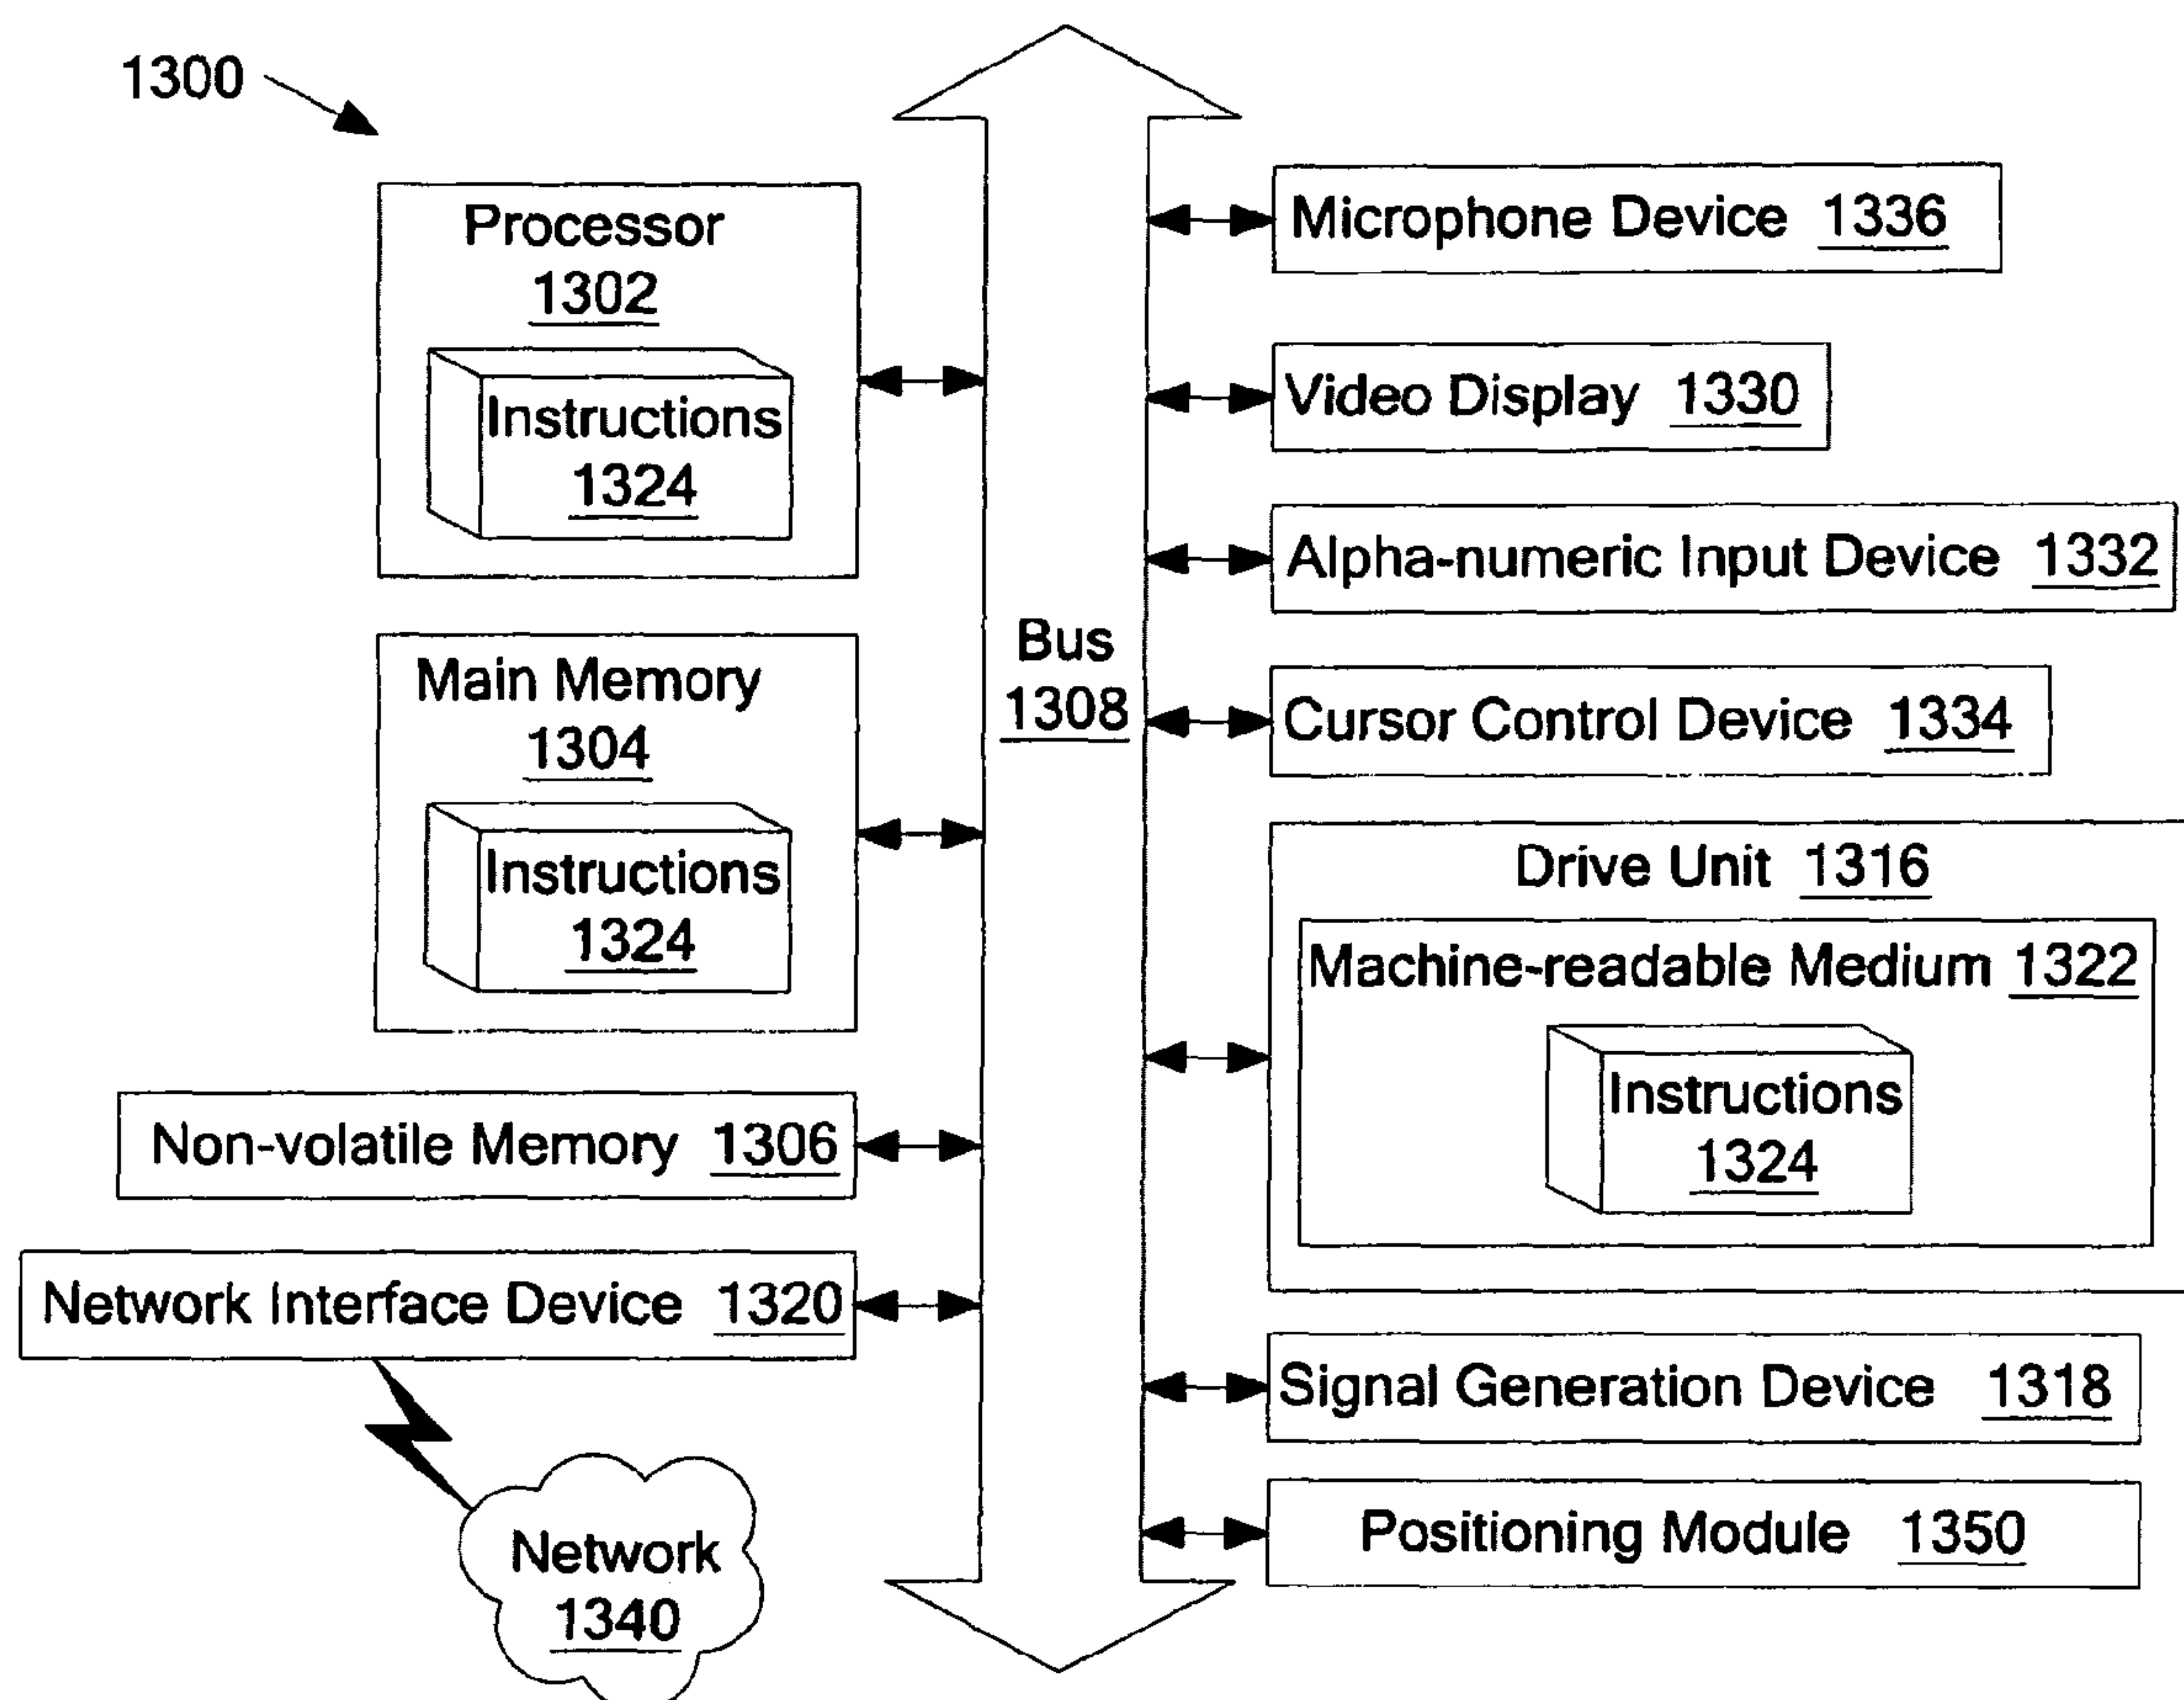 1300
Processor
1302
Instructions
1324
Main Memory
1304
Instructions
1324
Non-volatile Memory 1306
Network Interface Device 1320
Network
1340
Bus
1308
Microphone Device 1336
Video Display 1330
Alpha-numeric Input Device 1332
Cursor Control Device 1334
Drive Unit 1316
Machine-readable Medium 1322
Instructions
1324
Signal Generation Device 1318
Positioning Module 1350